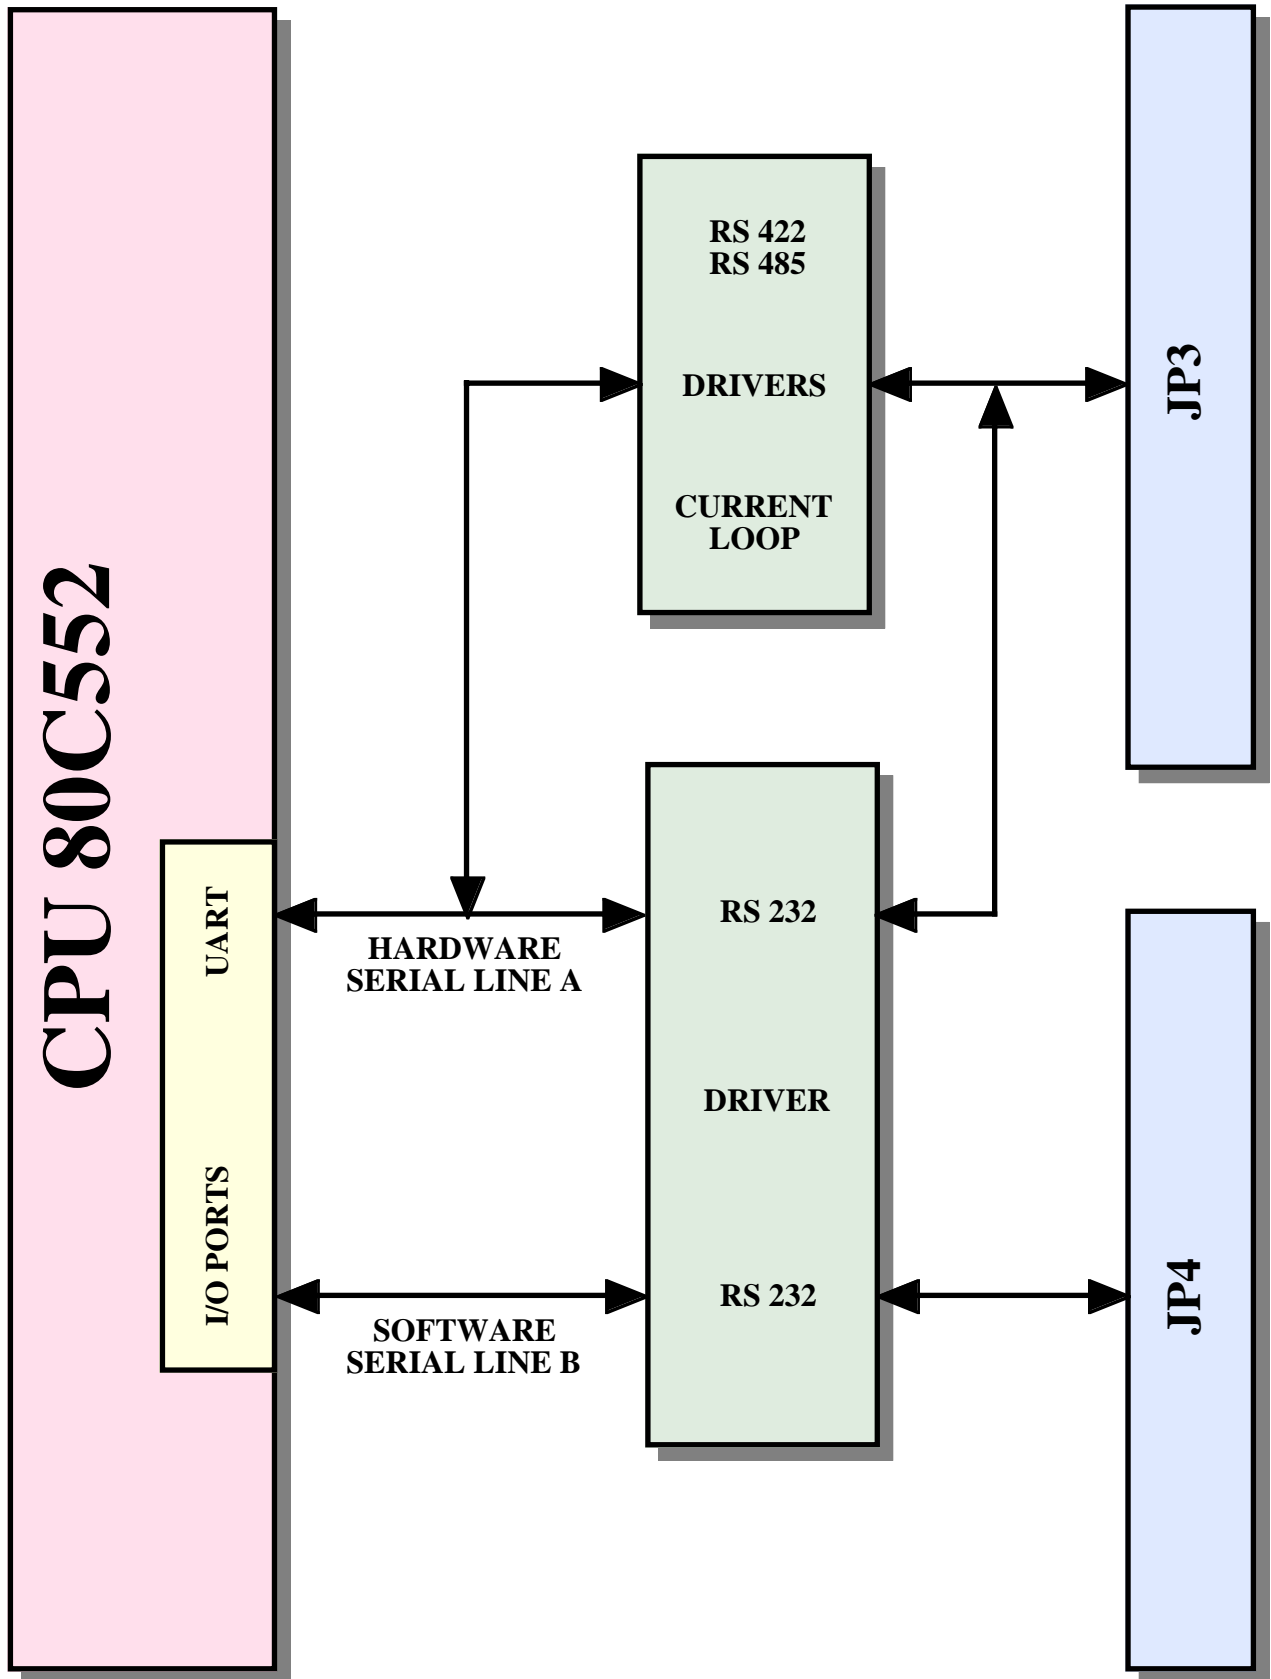 CPU 80C552
UART
I/O PORTS
HARDWARE
SERIAL LINE A
SOFTWARE
SERIAL LINE B
RS 422
RS 485
DRIVERS
CURRENT
LOOP
RS 232
DRIVER
RS 232
JP3
JP4